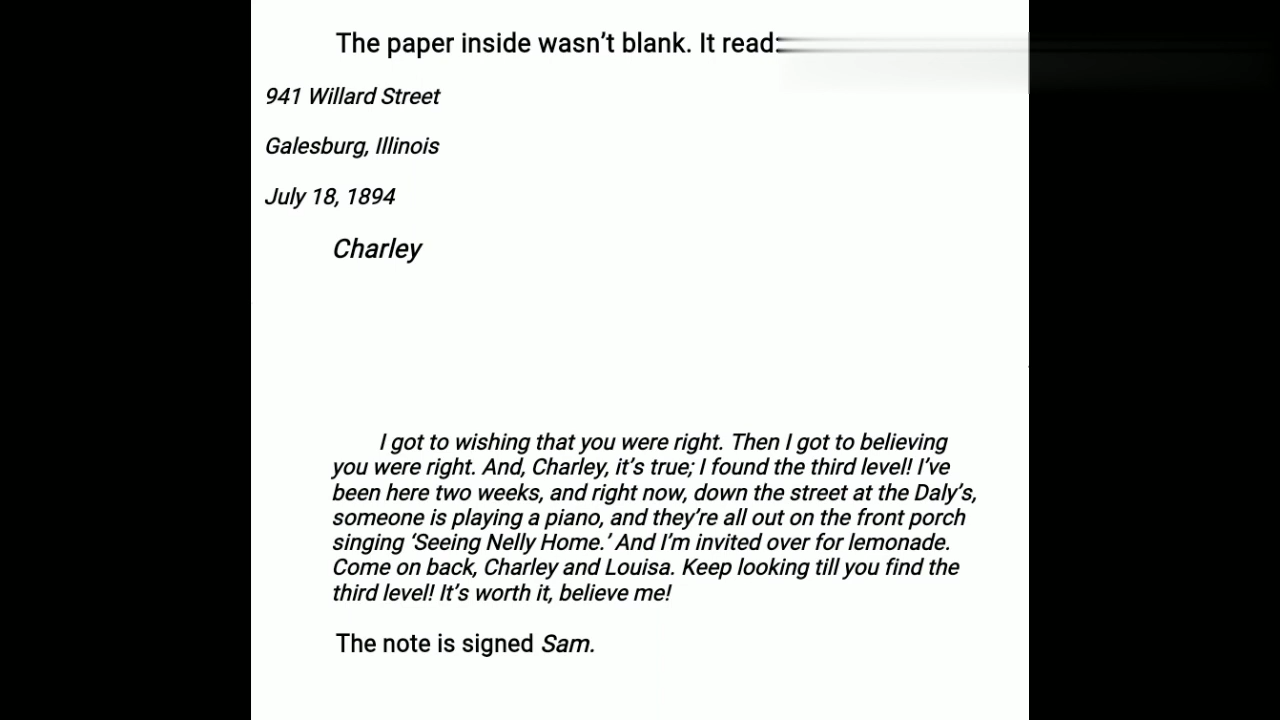 The paper inside wasn’t blank. It read:
941 Willard Street
Galesburg, Illinois
July 18, 1894
Charley
I got to wishing that you were right. Then I got to believing
you were right. And, Charley, it’s true; I found the third level! I’ve
been here two weeks, and right now, down the street at the Daly’s,
someone is playing a piano, and they’re all out on the front porch
singing ‘Seeing Nelly Home.’ And I’m invited over for lemonade.
Come on back, Charley and Louisa. Keep looking till you find the
third level! It’s worth it, believe me!
The note is signed Sam.